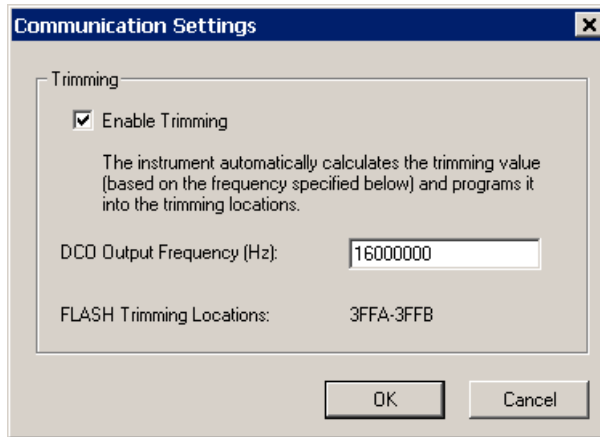 Communication Settings
Trimming
Enable Trimming
The instrument automatically calculates the trimming value
(based on the frequency specified below) and programs it
into the trimming locations.
DCO Output Frequency (Hz): 16000000
FLASH Trimming Locations: 3FFA-3FFB
OK Cancel